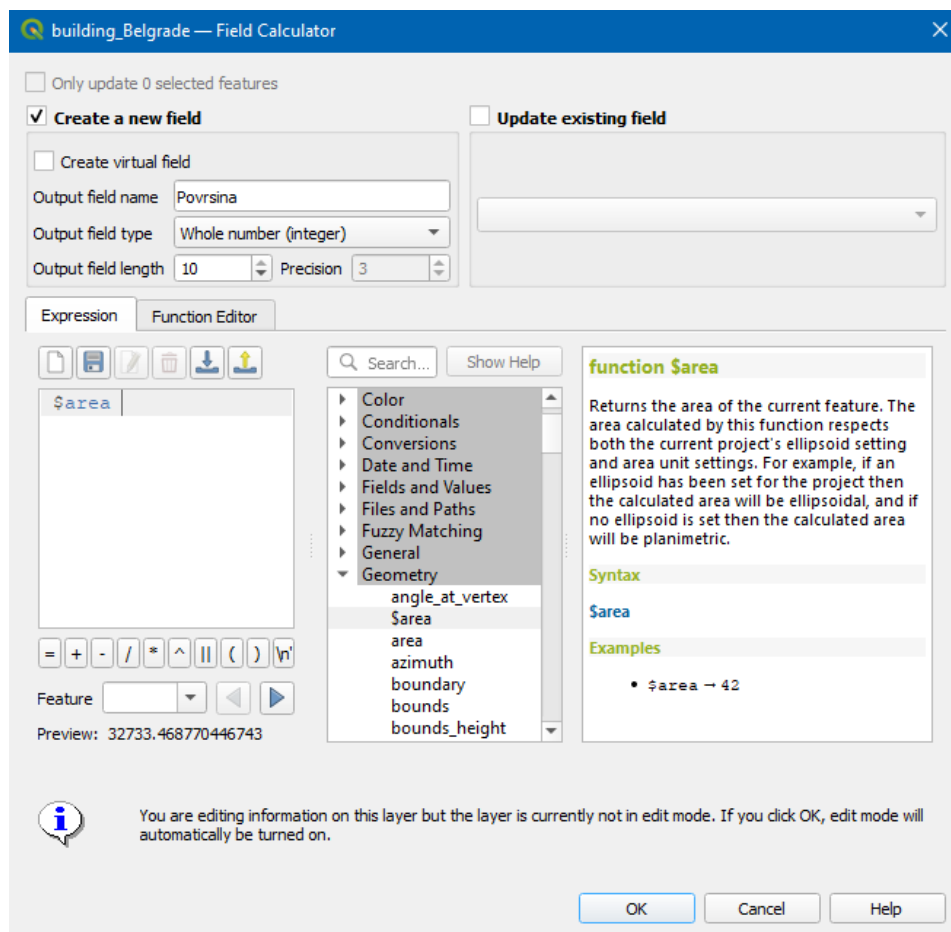 building_Belgrade — Field Calculator
Only update 0 selected features
Create a new field
Update existing field
Create virtual field
Output field name Povrsina
Output field type Whole number (integer)
Output field length 10 Precision 3
Expression Function Editor
Search... Show Help
$area
Color
Conditionals
Conversions
Date and Time
Fields and Values
Files and Paths
Fuzzy Matching
General
Geometry
angle_at_vertex
$area
area
azimuth
boundary
bounds
bounds_height
function $area
Returns the area of the current feature. The
area calculated by this function respects
both the current project's ellipsoid setting
and area unit settings. For example, if an
ellipsoid has been set for the project then
the calculated area will be ellipsoidal, and if
no ellipsoid is set then the calculated area
will be planimetric.
Syntax
$area
Examples
• $area → 42
= + - / * ^ || ( ) '\n'
Feature
Preview: 32733.468770446743
You are editing information on this layer but the layer is currently not in edit mode. If you click OK, edit mode will
automatically be turned on.
OK Cancel Help